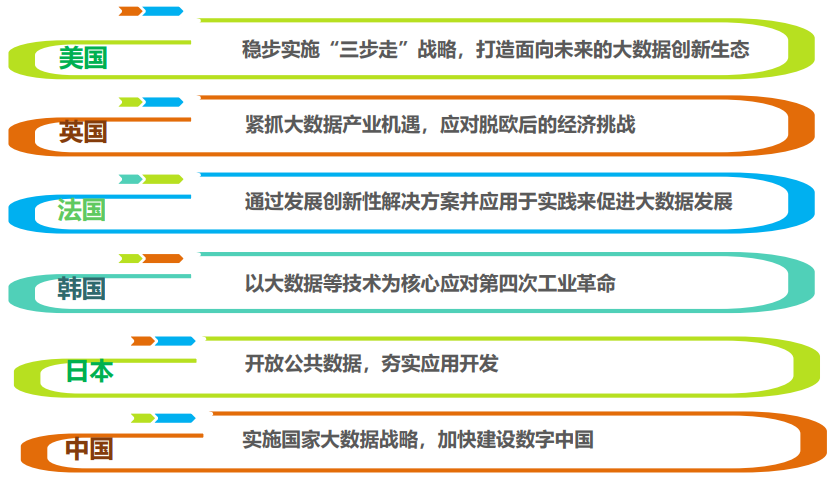 美国
稳步实施“三步走”战略，打造面向未来的大数据创新生态
英国
紧抓大数据产业机遇，应对脱欧后的经济挑战
法国
通过发展创新性解决方案并应用于实践来促进大数据发展
韩国
以大数据等技术为核心应对第四次工业革命
日本
开放公共数据，夯实应用开发
中国
实施国家大数据战略，加快建设数字中国